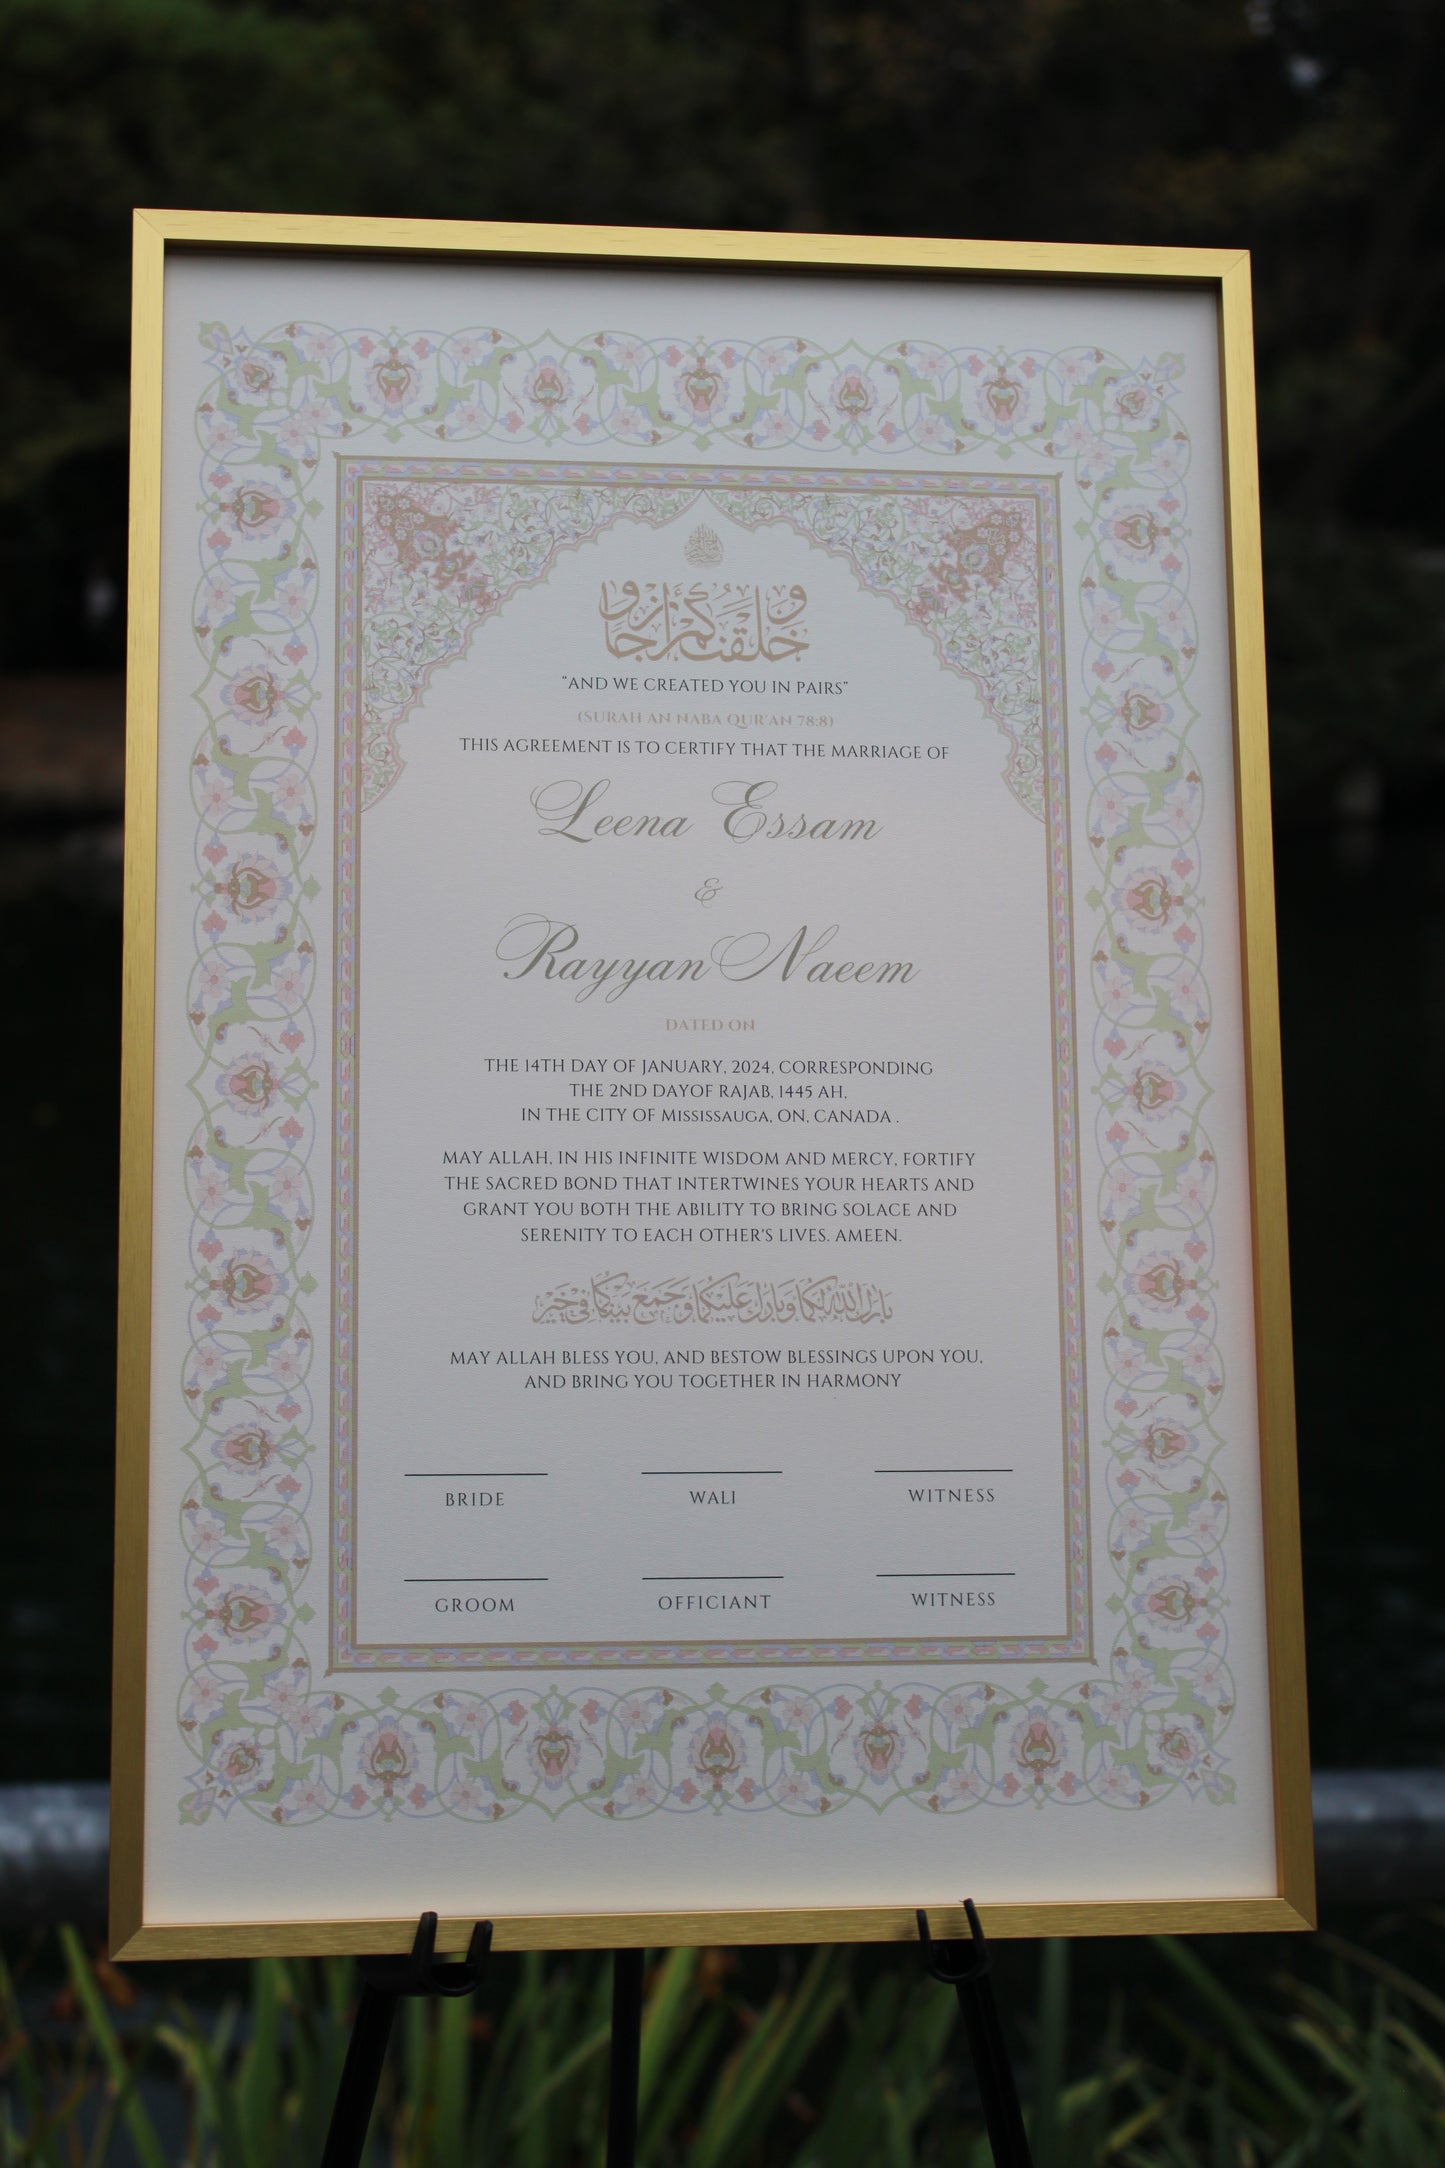 وخلقنكم أزوجا
“AND WE CREATED YOU IN PAIRS”
(SURAH AN NABA QUR'AN 78:8)
THIS AGREEMENT IS TO CERTIFY THAT THE MARRIAGE OF
Leena Essam
&
Rayyan Naeem
DATED ON
THE 14TH DAY OF JANUARY, 2024, CORRESPONDING
THE 2ND DAYOF RAJAB, 1445 AH,
IN THE CITY OF Mississauga, ON, CANADA .
MAY ALLAH, IN HIS INFINITE WISDOM AND MERCY, FORTIFY
THE SACRED BOND THAT INTERTWINES YOUR HEARTS AND
GRANT YOU BOTH THE ABILITY TO BRING SOLACE AND
SERENITY TO EACH OTHER'S LIVES. AMEEN.
بارك الله لكما وبارك عليكما وجمع بينكما في خير
MAY ALLAH BLESS YOU, AND BESTOW BLESSINGS UPON YOU,
AND BRING YOU TOGETHER IN HARMONY
BRIDE WALI WITNESS
GROOM OFFICIANT WITNESS